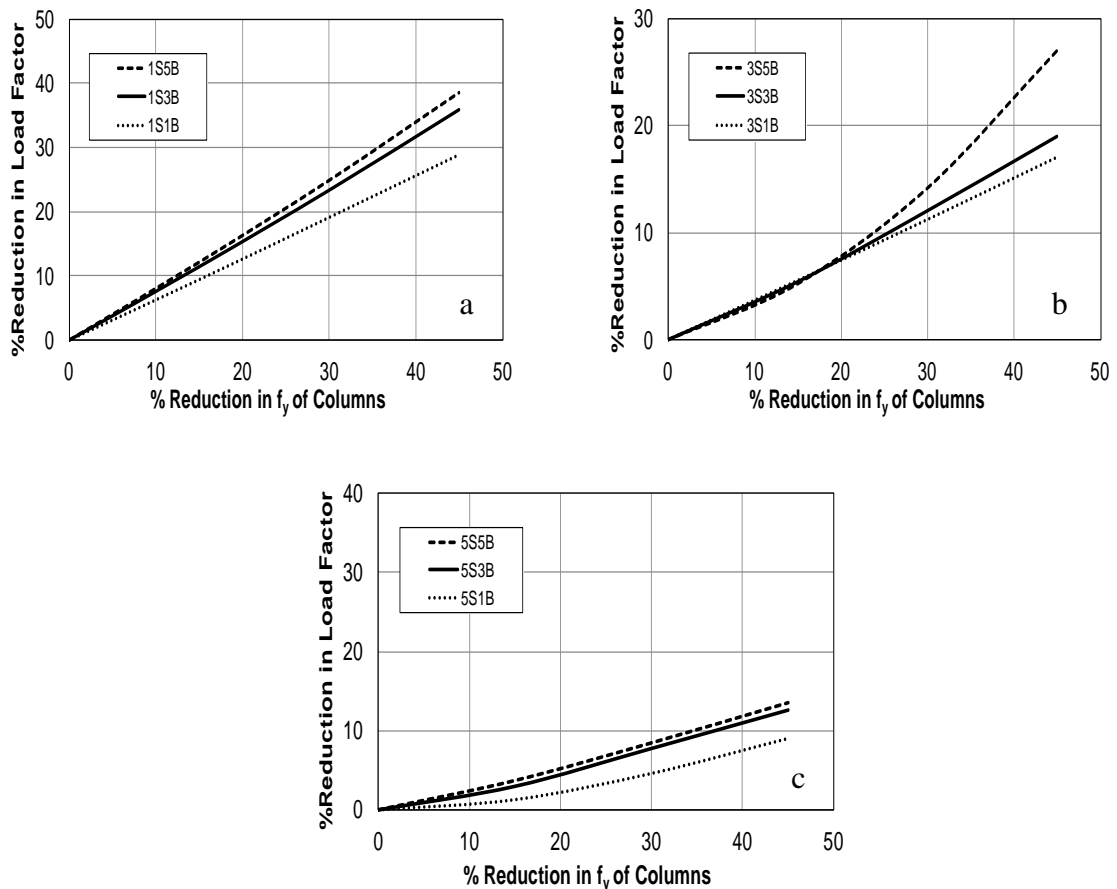 %Reduction in Load Factor
50
40
30
20
10
0
1S5B
1S3B
1S1B
a
0 10 20 30 40 50
% Reduction in fy of Columns
%Reduction in Load Factor
30
20
10
0
3S5B
3S3B
3S1B
b
0 10 20 30 40 50
% Reduction in fy of Columns
%Reduction in Load Factor
40
30
20
10
0
5S5B
5S3B
5S1B
c
0 10 20 30 40 50
% Reduction in fy of Columns